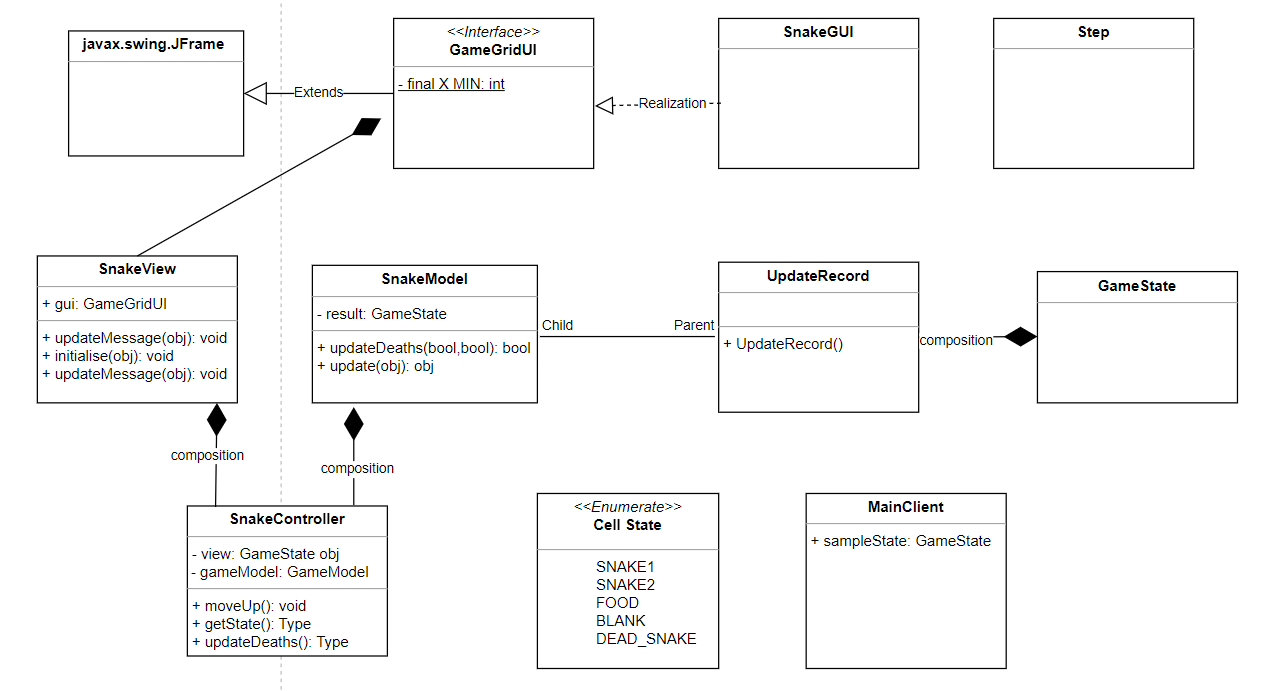 javax.swing.JFrame
<<Interface>>
GameGridUI
- final X MIN: int
SnakeGUI
Step
Extends
Realization
SnakeView
+ gui: GameGridUI
+ updateMessage(obj): void
+ initialise(obj): void
+ updateMessage(obj): void
SnakeModel
- result: GameState
+ updateDeaths(bool,bool): bool
+ update(obj): obj
Child
Parent
UpdateRecord
+ UpdateRecord()
composition
GameState
composition
composition
SnakeController
- view: GameState obj
- gameModel: GameModel
+ moveUp(): void
+ getState(): Type
+ updateDeaths(): Type
<<Enumerate>>
Cell State
SNAKE1
SNAKE2
FOOD
BLANK
DEAD_SNAKE
MainClient
+ sampleState: GameState